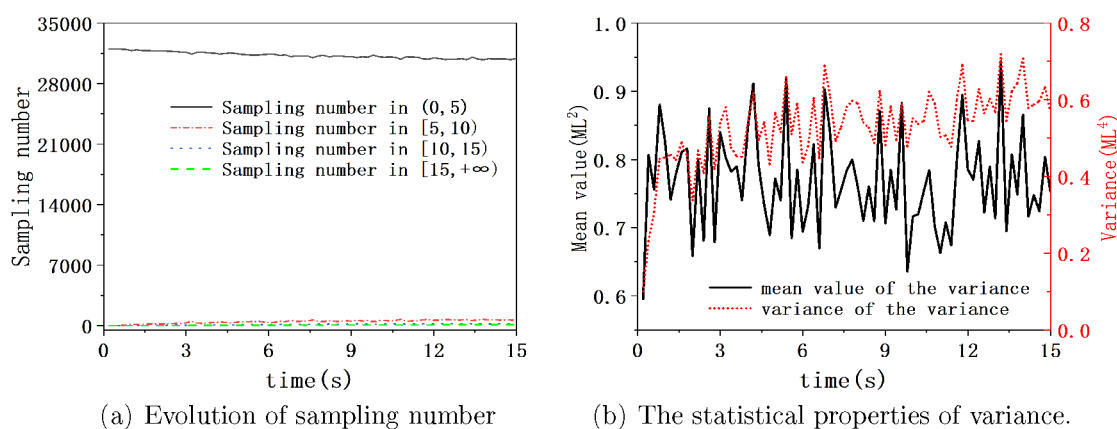 35000
28000
21000
14000
7000
0
Sampling number
Sampling number in (0,5)
Sampling number in [5,10)
Sampling number in [10,15)
Sampling number in [15,+∞)
0 3 6 9 12 15
time(s)
(a) Evolution of sampling number
1.0
0.9
0.8
0.7
0.6
Mean value(ML²)
0.8
0.6
0.4
0.2
0.0
Variance(ML⁴)
mean value of the variance
variance of the variance
0 3 6 9 12 15
time(s)
(b) The statistical properties of variance.